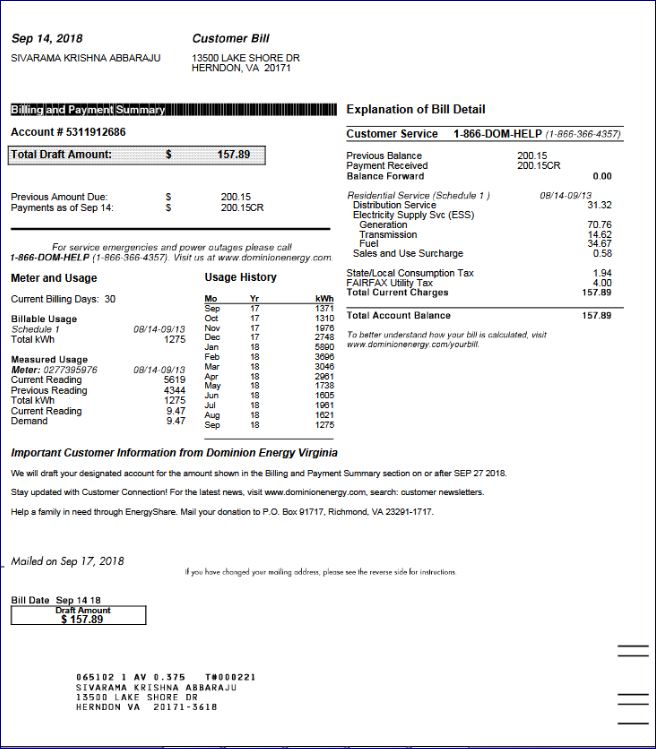 Sep 14, 2018 Customer Bill
SIVARAMA KRISHNA ABBARAJU 13500 LAKE SHORE DR
HERNDON, VA 20171
Billing and Payment Summary
Account # 5311912686
Total Draft Amount: $ 157.89
Previous Amount Due: $ 200.15
Payments as of Sep 14: $ 200.15CR
For service emergencies and power outages please call
1-866-DOM-HELP (1-866-366-4357). Visit us at www.dominionenergy.com.
Meter and Usage
Current Billing Days: 30
Billable Usage
Schedule 1 08/14-09/13
Total kWh 1275
Measured Usage
Meter: 0277395976 08/14-09/13
Current Reading 5619
Previous Reading 4344
Total kWh 1275
Current Reading 9.47
Demand 9.47
Usage History
Mo Yr kWh
Sep 17 1371
Oct 17 1310
Nov 17 1976
Dec 17 2748
Jan 18 5890
Feb 18 3696
Mar 18 3046
Apr 18 2961
May 18 1738
Jun 18 1605
Jul 18 1961
Aug 18 1621
Sep 18 1275
Explanation of Bill Detail
Customer Service 1-866-DOM-HELP (1-866-366-4357)
Previous Balance 200.15
Payment Received 200.15CR
Balance Forward 0.00
Residential Service (Schedule 1 ) 08/14-09/13
Distribution Service 31.32
Electricity Supply Svc (ESS)
Generation 70.76
Transmission 14.62
Fuel 34.67
Sales and Use Surcharge 0.58
State/Local Consumption Tax 1.94
FAIRFAX Utility Tax 4.00
Total Current Charges 157.89
Total Account Balance 157.89
To better understand how your bill is calculated, visit
www.dominionenergy.com/yourbill.
Important Customer Information from Dominion Energy Virginia
We will draft your designated account for the amount shown in the Billing and Payment Summary section on or after SEP 27 2018.
Stay updated with Customer Connection! For the latest news, visit www.dominionenergy.com, search: customer newsletters.
Help a family in need through EnergyShare. Mail your donation to P.O. Box 91717, Richmond, VA 23291-1717.
Mailed on Sep 17, 2018
If you have changed your mailing address, please see the reverse side for instructions.
Bill Date Sep 14 18
Draft Amount
$ 157.89
065102 1 AV 0.375 T#000221
SIVARAMA KRISHNA ABBARAJU
13500 LAKE SHORE DR
HERNDON VA 20171-3618